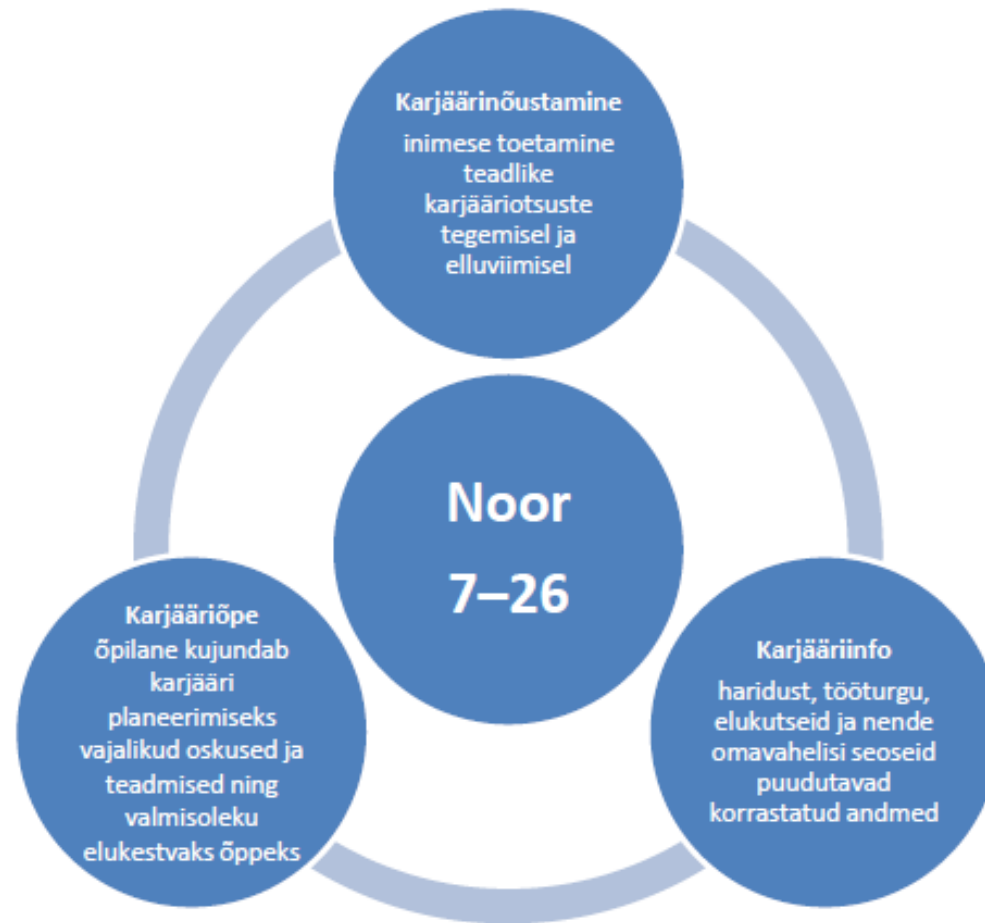 Karjäärinõustamine
inimese toetamine
teadlike
karjääriotsuste
tegemisel ja
elluviimisel
Noor
7–26
Karjääriõpe
õpilane kujundab
karjääri
planeerimiseks
vajalikud oskused ja
teadmised ning
valmisoleku
elukestvaks õppeks
Karjääriinfo
haridust, tööturgu,
elukutseid ja nende
omavahelisi seoseid
puudutavad
korrastatud andmed